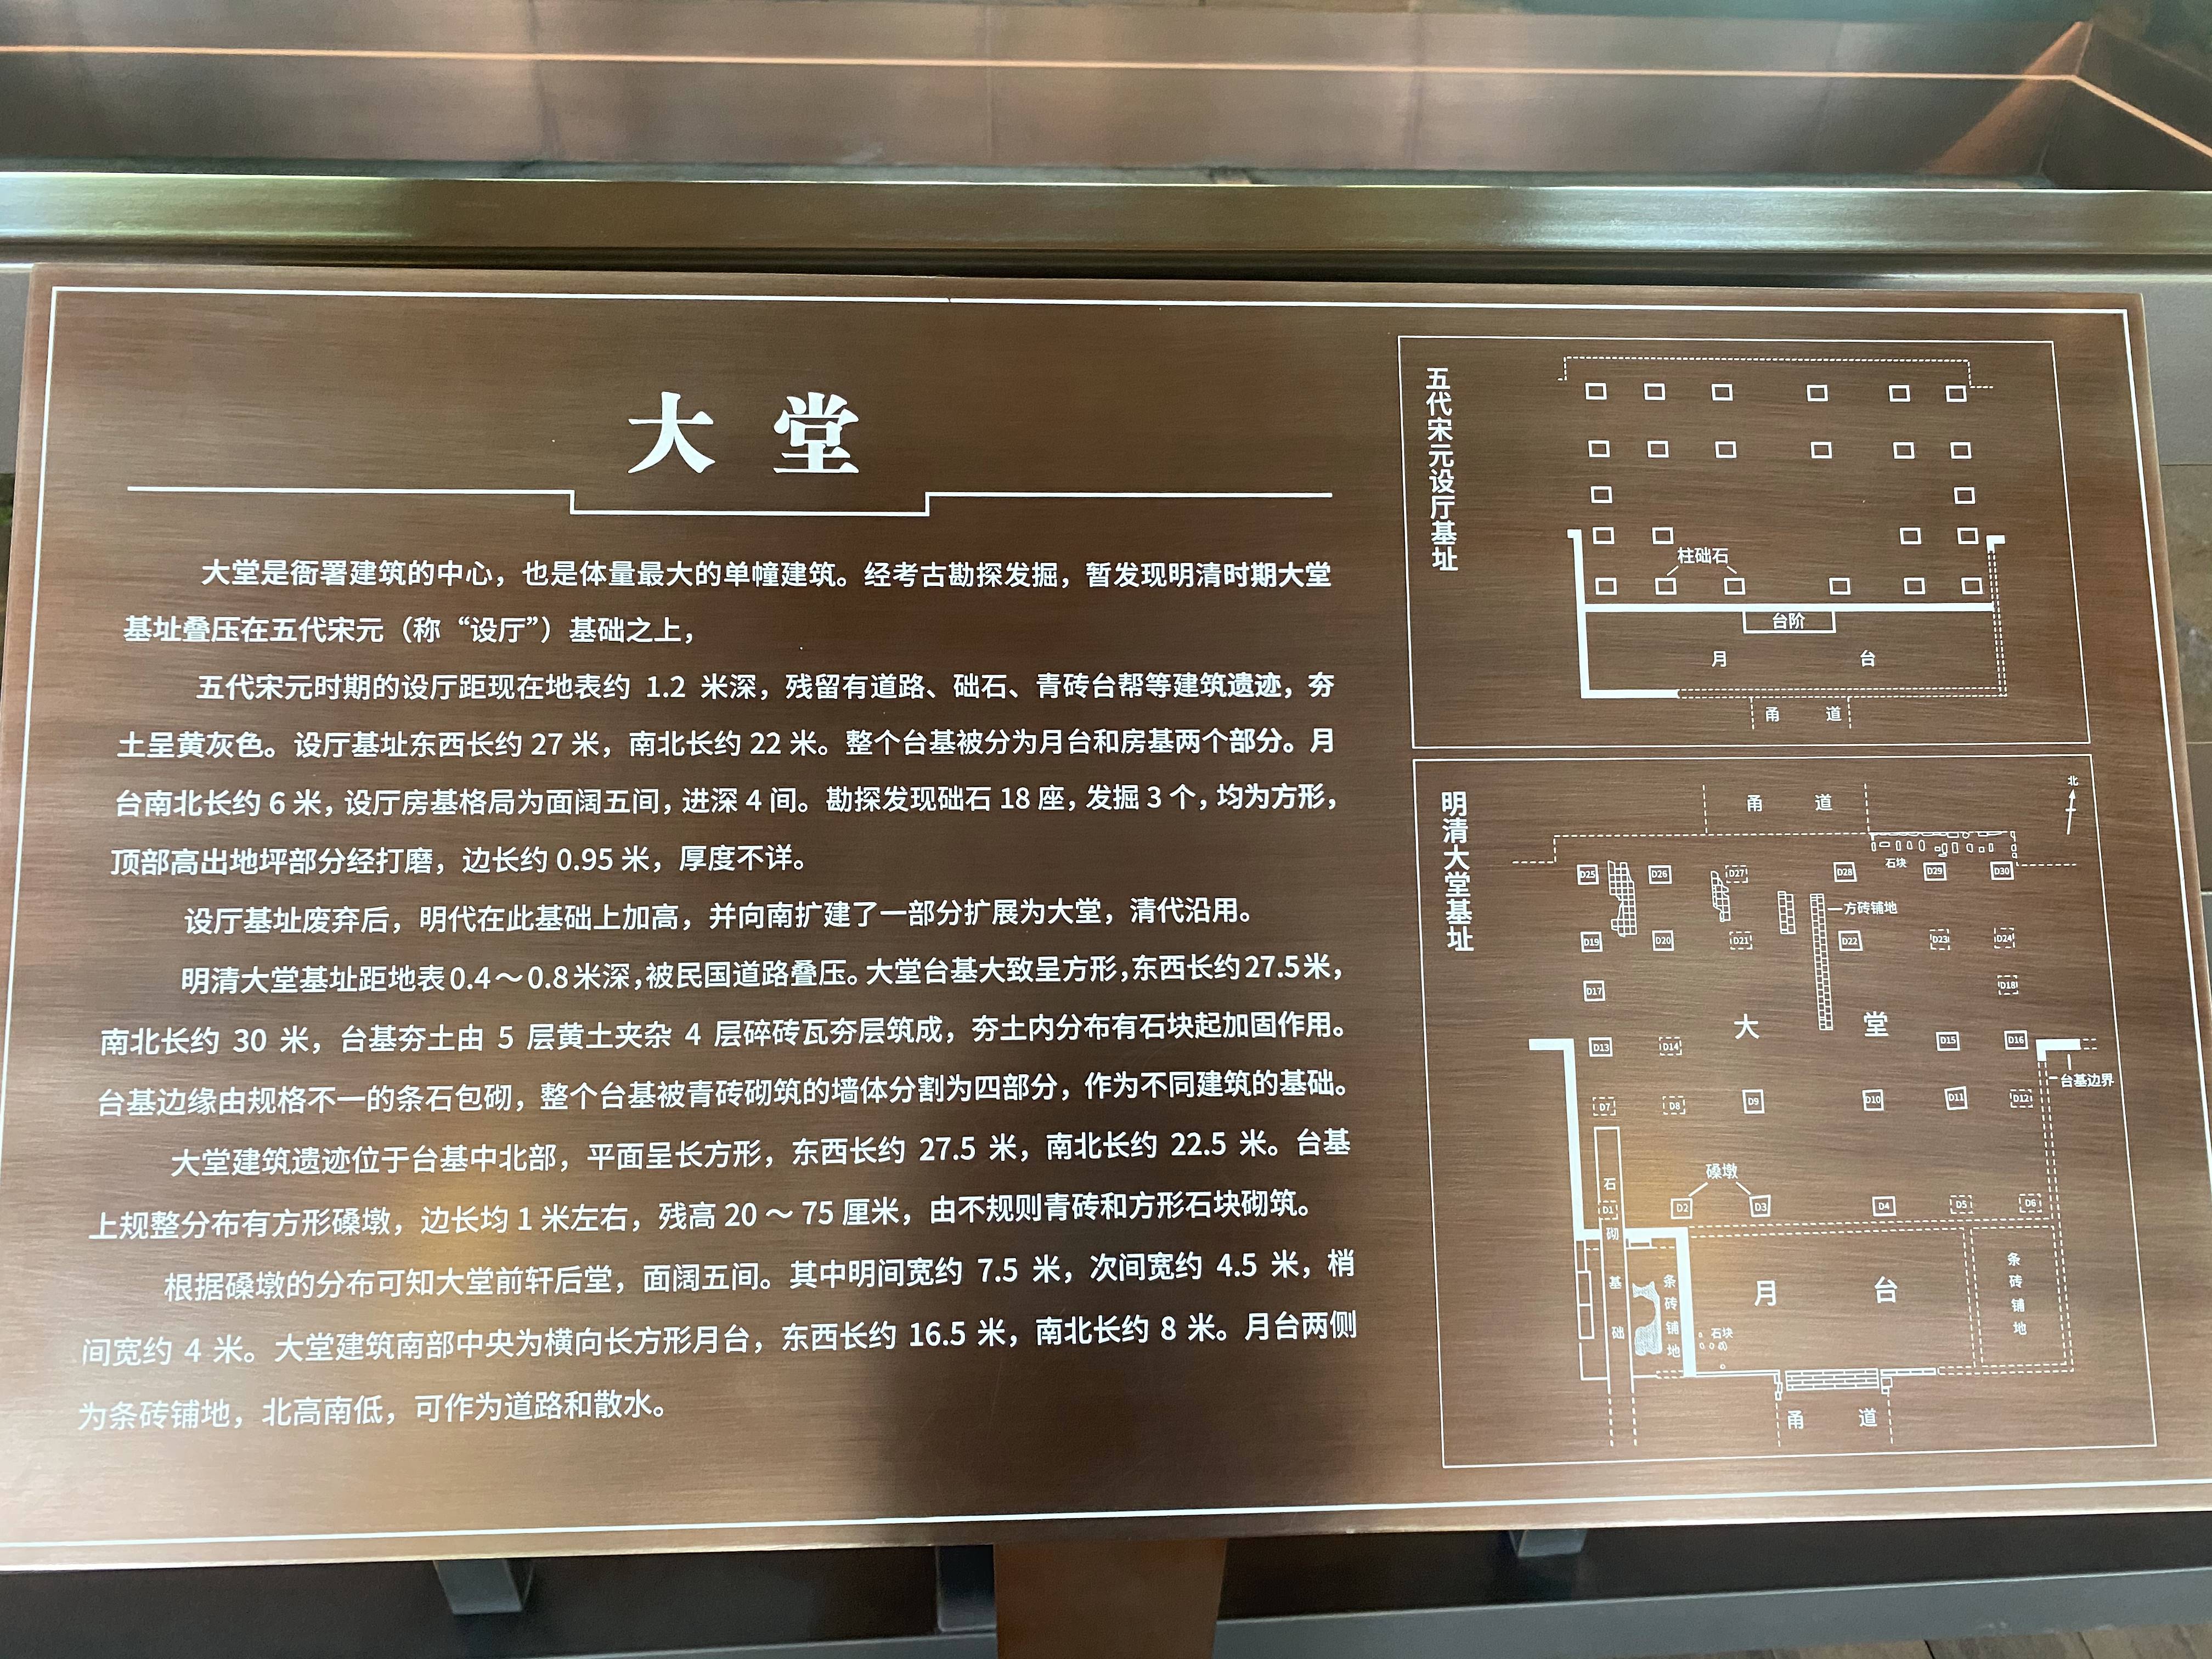 大堂
大堂是衙署建筑的中心，也是体量最大的单幢建筑。经考古勘探发掘，暂发现明清时期大堂
基址叠压在五代宋元（称“设厅”）基础之上，
五代宋元时期的设厅距现在地表约 1.2 米深，残留有道路、础石、青砖台帮等建筑遗迹，夯
土呈黄灰色。设厅基址东西长约 27 米，南北长约 22 米。整个台基被分为月台和房基两个部分。月
台南北长约 6 米，设厅房基格局为面阔五间，进深 4 间。勘探发现础石 18 座，发掘 3 个，均为方形，
顶部高出地坪部分经打磨，边长约 0.95 米，厚度不详。
设厅基址废弃后，明代在此基础上加高，并向南扩建了一部分扩展为大堂，清代沿用。
明清大堂基址距地表0.4～0.8米深，被民国道路叠压。大堂台基大致呈方形，东西长约27.5米，
南北长约 30 米，台基夯土由 5 层黄土夹杂 4 层碎砖瓦夯层筑成，夯土内分布有石块起加固作用。
台基边缘由规格不一的条石包砌，整个台基被青砖砌筑的墙体分割为四部分，作为不同建筑的基础。
大堂建筑遗迹位于台基中北部，平面呈长方形，东西长约 27.5 米，南北长约 22.5 米。台基
上规整分布有方形磉墩，边长均 1 米左右，残高 20 ～ 75 厘米，由不规则青砖和方形石块砌筑。
根据磉墩的分布可知大堂前轩后堂，面阔五间。其中明间宽约 7.5 米，次间宽约 4.5 米，梢
间宽约 4 米。大堂建筑南部中央为横向长方形月台，东西长约 16.5 米，南北长约 8 米。月台两侧
为条砖铺地，北高南低，可作为道路和散水。
五代宋元设厅基址
柱础石
台阶
月台
甬道
明清大堂基址
北
甬道
石块
D25 D26 D27 D28 D29 D30
方砖铺地
D19 D20 D21 D22 D23 D24
D17 D18
大堂
D13 D14 D15 D16
台基边界
D7 D8 D9 D10 D11 D12
磉墩
D1 D2 D3 D4 D5 D6
石砌基础
条砖铺地
月台
条砖铺地
石块
甬道